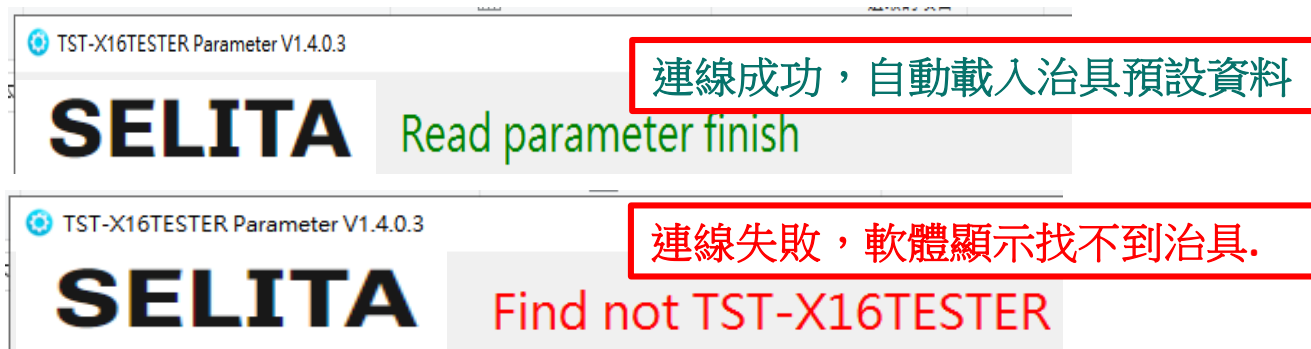 TST-X16TESTER Parameter V1.4.0.3
連線成功，自動載入治具預設資料
SELITA
Read parameter finish
TST-X16TESTER Parameter V1.4.0.3
連線失敗，軟體顯示找不到治具.
SELITA
Find not TST-X16TESTER